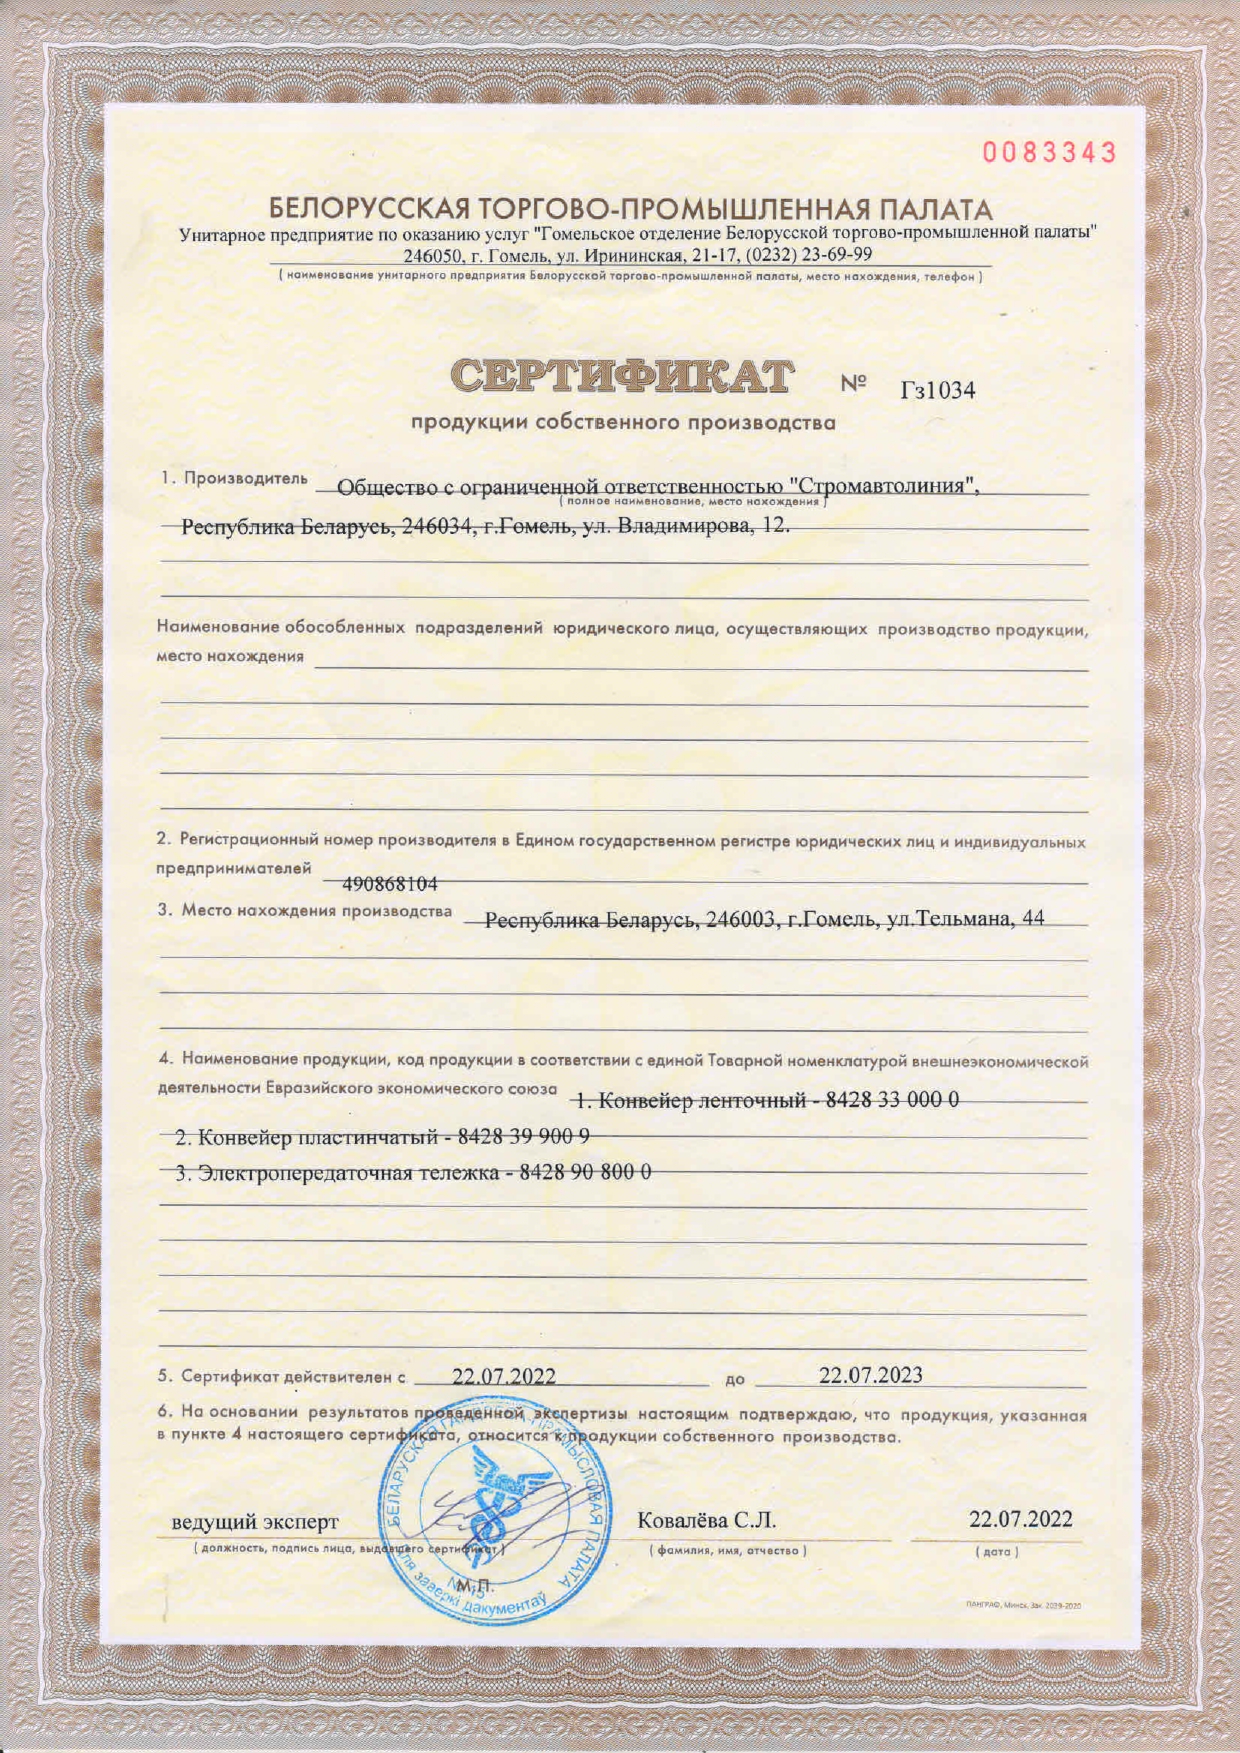 0083343
БЕЛОРУССКАЯ ТОРГОВО-ПРОМЫШЛЕННАЯ ПАЛАТА
Унитарное предприятие по оказанию услуг "Гомельское отделение Белорусской торгово-промышленной палаты"
246050, г. Гомель, ул. Ирининская, 21-17, (0232) 23-69-99
( наименование унитарного предприятия Белорусской торгово-промышленной палаты, место нахождения, телефон )
СЕРТИФИКАТ № Гз1034
продукции собственного производства
1. Производитель Общество с ограниченной ответственностью "Стромавтолиния",
( полное наименование, место нахождения )
Республика Беларусь, 246034, г.Гомель, ул. Владимирова, 12.
Наименование обособленных подразделений юридического лица, осуществляющих производство продукции,
место нахождения
2. Регистрационный номер производителя в Едином государственном регистре юридических лиц и индивидуальных
предпринимателей 490868104
3. Место нахождения производства Республика Беларусь, 246003, г.Гомель, ул.Тельмана, 44
4. Наименование продукции, код продукции в соответствии с единой Товарной номенклатурой внешнеэкономической
деятельности Евразийского экономического союза 1. Конвейер ленточный - 8428 33 000 0
2. Конвейер пластинчатый - 8428 39 900 9
3. Электропередаточная тележка - 8428 90 800 0
5. Сертификат действителен с 22.07.2022 до 22.07.2023
6. На основании результатов проведенной экспертизы настоящим подтверждаю, что продукция, указанная
в пункте 4 настоящего сертификата, относится к продукции собственного производства.
ведущий эксперт Ковалёва С.Л. 22.07.2022
( должность, подпись лица, выдавшего сертификат ) ( фамилия, имя, отчество ) ( дата )
М.П.
БЕЛАРУСКАЯ ГАНДЛЁВА-ПРАМЫСЛОВАЯ ПАЛАТА
для заверкі дакументаў
ПАНГРАФ, Минск, Зак. 2029-2020